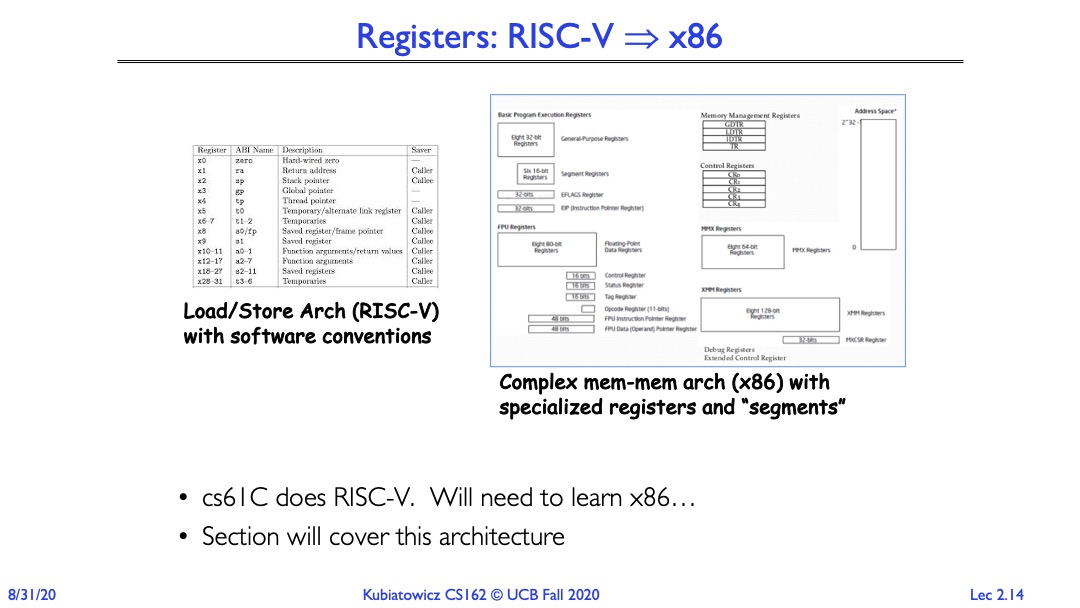 Registers: RISC-V ⇒ x86
Register ABI Name Description Saver
x0 zero Hard-wired zero —
x1 ra Return address Caller
x2 sp Stack pointer Callee
x3 gp Global pointer —
x4 tp Thread pointer —
x5 t0 Temporary/alternate link register Caller
x6–7 t1–2 Temporaries Caller
x8 s0/fp Saved register/frame pointer Callee
x9 s1 Saved register Callee
x10–11 a0–1 Function arguments/return values Caller
x12–17 a2–7 Function arguments Caller
x18–27 s2–11 Saved registers Callee
x28–31 t3–6 Temporaries Caller
Load/Store Arch (RISC-V)
with software conventions
Basic Program Execution Registers
Eight 32-bit
Registers
General-Purpose Registers
Six 16-bit
Registers
Segment Registers
32-bits EFLAGS Register
32-bits EIP (Instruction Pointer Register)
FPU Registers
Eight 80-bit
Registers
Floating-Point
Data Registers
16 bits Control Register
16 bits Status Register
16 bits Tag Register
Opcode Register (11-bits)
48 bits FPU Instruction Pointer Register
48 bits FPU Data (Operand) Pointer Register
Memory Management Registers
GDTR
LDTR
IDTR
TR
Control Registers
CR0
CR1
CR2
CR3
CR4
MMX Registers
Eight 64-bit
Registers
MMX Registers
XMM Registers
Eight 128-bit
Registers
XMM Registers
32-bits MXCSR Register
Debug Registers
Extended Control Register
Address Space*
2^32 -1
0
Complex mem-mem arch (x86) with
specialized registers and “segments”
• cs61C does RISC-V. Will need to learn x86…
• Section will cover this architecture
8/31/20 Kubiatowicz CS162 © UCB Fall 2020 Lec 2.14